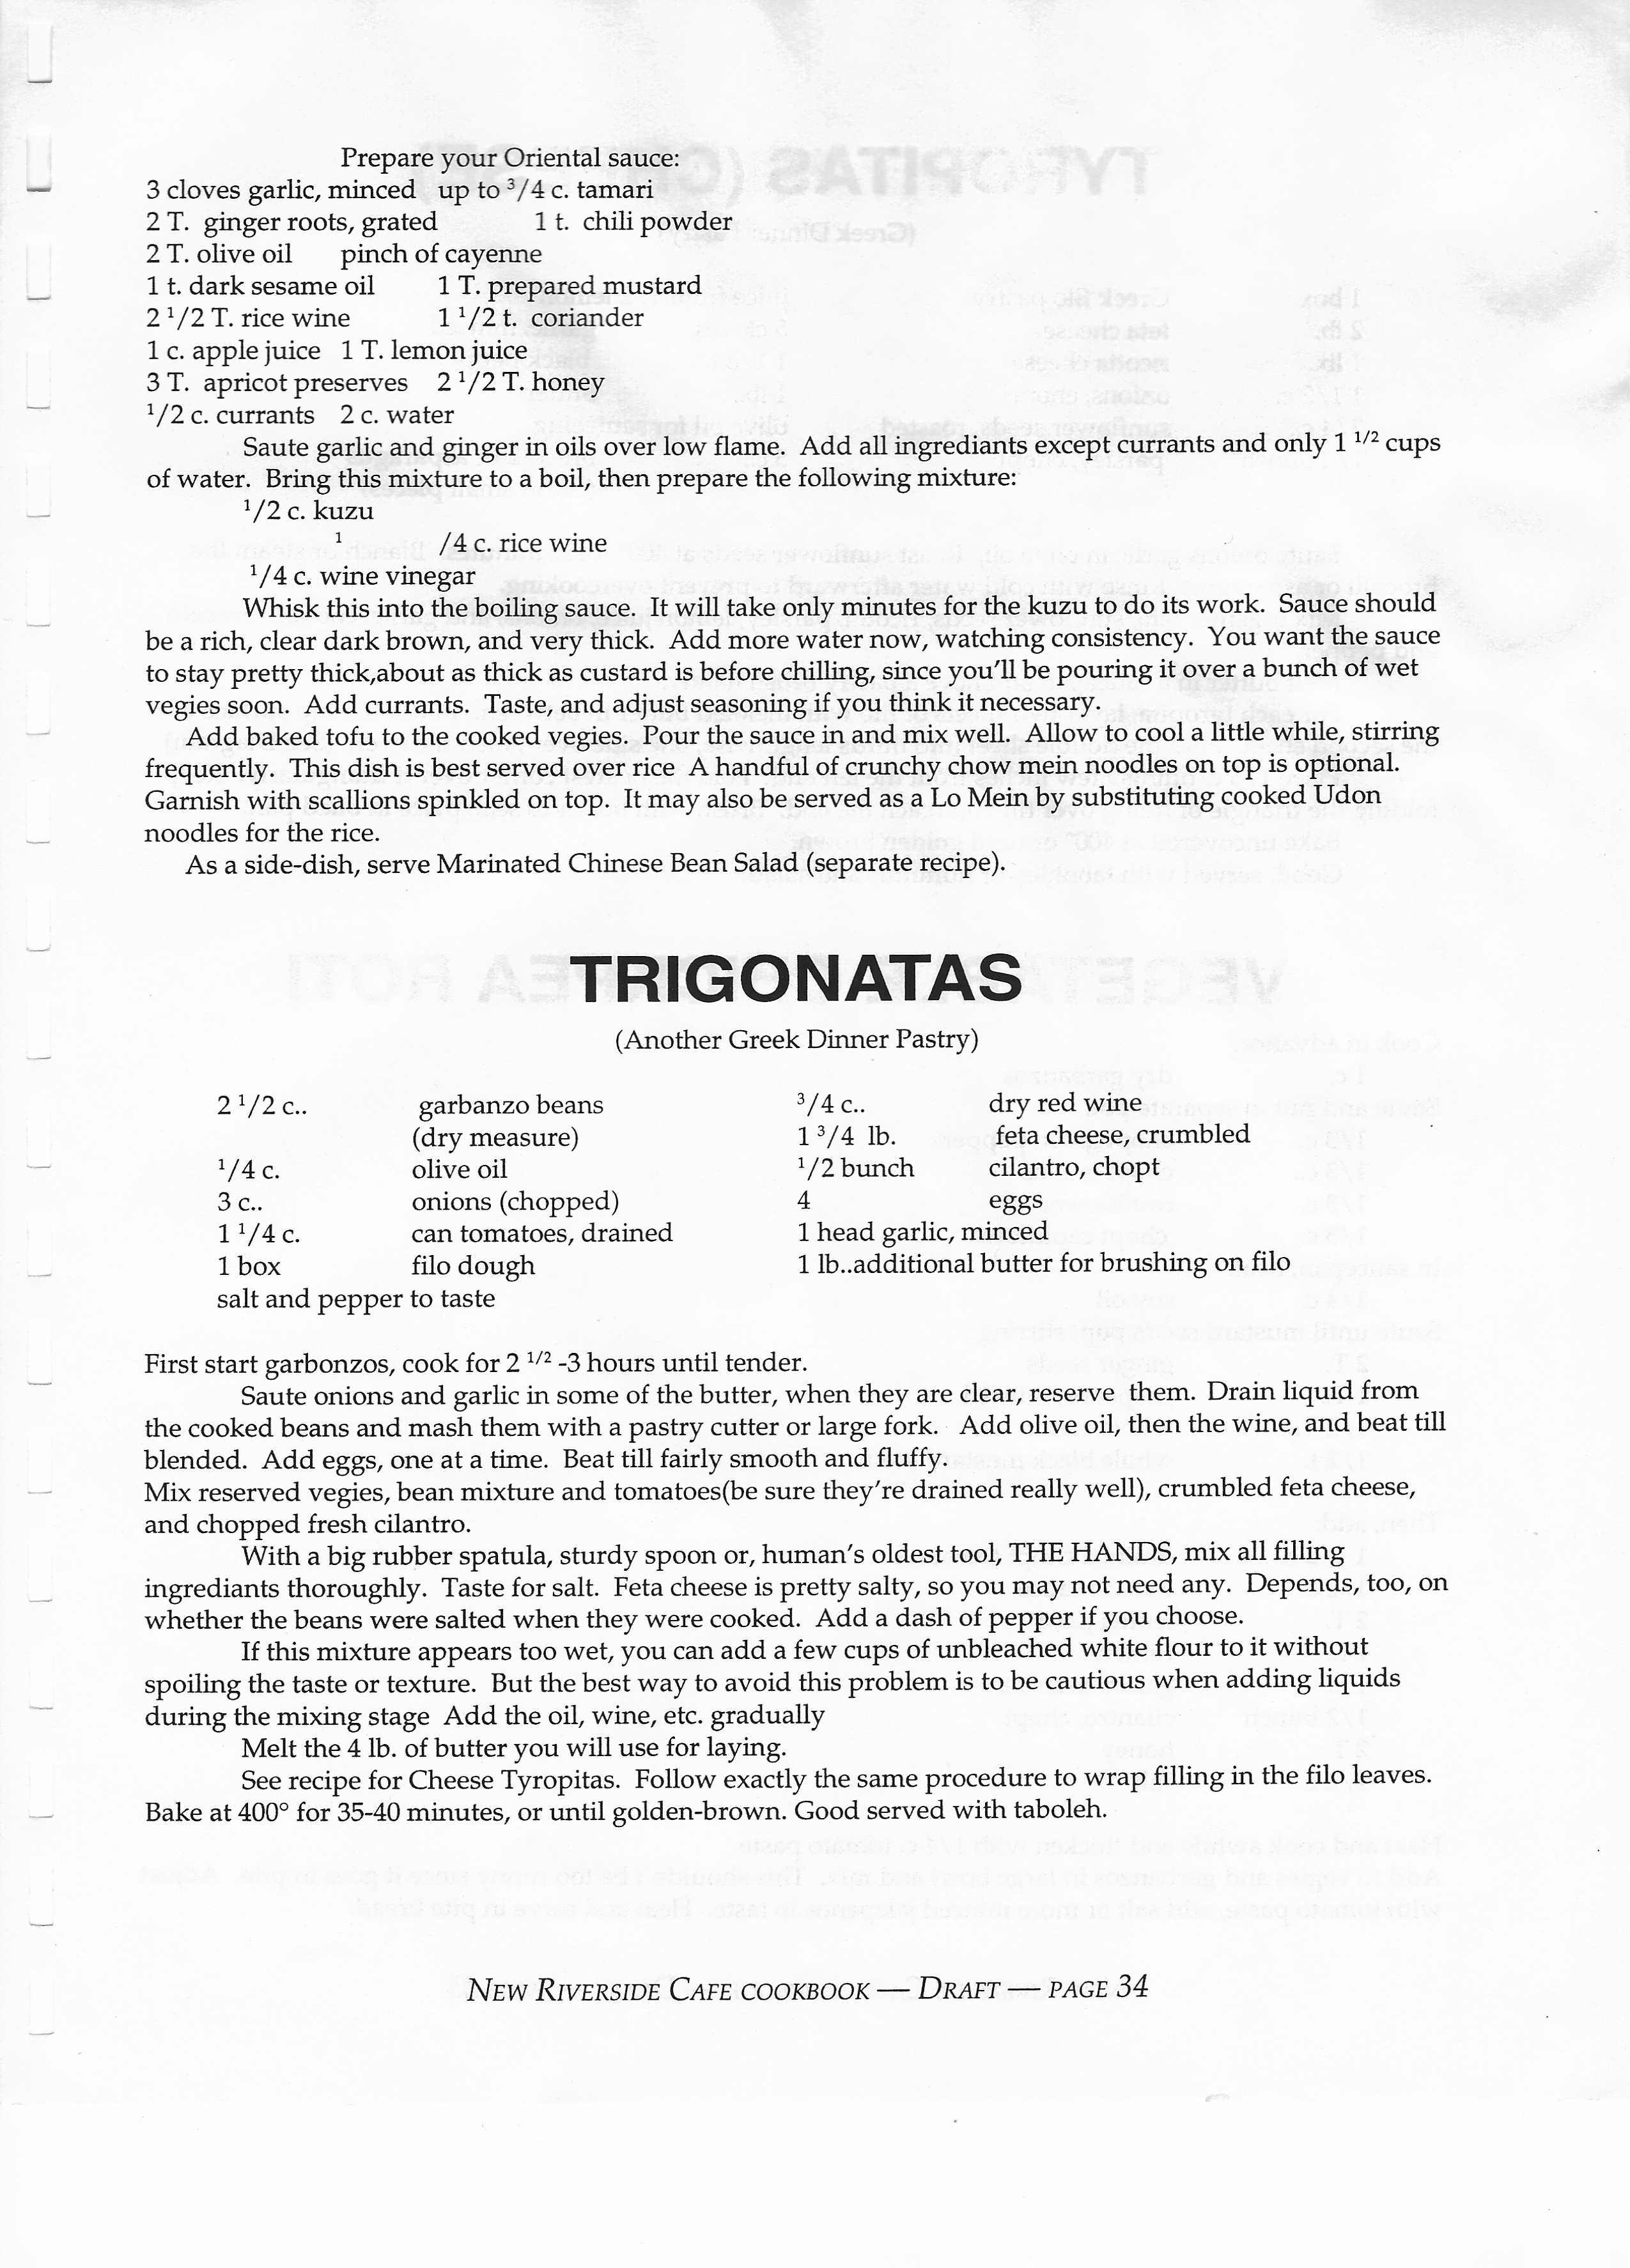 Prepare your Oriental sauce:
3 cloves garlic, minced up to 3/4 c. tamari
2 T. ginger roots, grated 1 t. chili powder
2 T. olive oil pinch of cayenne
1 t. dark sesame oil 1 T. prepared mustard
2 1/2 T. rice wine 1 1/2 t. coriander
1 c. apple juice 1 T. lemon juice
3 T. apricot preserves 2 1/2 T. honey
1/2 c. currants 2 c. water
Saute garlic and ginger in oils over low flame. Add all ingrediants except currants and only 1 1/2 cups
of water. Bring this mixture to a boil, then prepare the following mixture:
1/2 c. kuzu
1 /4 c. rice wine
1/4 c. wine vinegar
Whisk this into the boiling sauce. It will take only minutes for the kuzu to do its work. Sauce should
be a rich, clear dark brown, and very thick. Add more water now, watching consistency. You want the sauce
to stay pretty thick,about as thick as custard is before chilling, since you'll be pouring it over a bunch of wet
vegies soon. Add currants. Taste, and adjust seasoning if you think it necessary.
Add baked tofu to the cooked vegies. Pour the sauce in and mix well. Allow to cool a little while, stirring
frequently. This dish is best served over rice A handful of crunchy chow mein noodles on top is optional.
Garnish with scallions spinkled on top. It may also be served as a Lo Mein by substituting cooked Udon
noodles for the rice.
As a side-dish, serve Marinated Chinese Bean Salad (separate recipe).
TRIGONATAS
(Another Greek Dinner Pastry)
2 1/2 c.. garbanzo beans 3/4 c.. dry red wine
(dry measure) 1 3/4 lb. feta cheese, crumbled
1/4 c. olive oil 1/2 bunch cilantro, chopt
3 c.. onions (chopped) 4 eggs
1 1/4 c. can tomatoes, drained 1 head garlic, minced
1 box filo dough 1 lb..additional butter for brushing on filo
salt and pepper to taste
First start garbonzos, cook for 2 1/2 -3 hours until tender.
Saute onions and garlic in some of the butter, when they are clear, reserve them. Drain liquid from
the cooked beans and mash them with a pastry cutter or large fork. Add olive oil, then the wine, and beat till
blended. Add eggs, one at a time. Beat till fairly smooth and fluffy.
Mix reserved vegies, bean mixture and tomatoes(be sure they're drained really well), crumbled feta cheese,
and chopped fresh cilantro.
With a big rubber spatula, sturdy spoon or, human's oldest tool, THE HANDS, mix all filling
ingrediants thoroughly. Taste for salt. Feta cheese is pretty salty, so you may not need any. Depends, too, on
whether the beans were salted when they were cooked. Add a dash of pepper if you choose.
If this mixture appears too wet, you can add a few cups of unbleached white flour to it without
spoiling the taste or texture. But the best way to avoid this problem is to be cautious when adding liquids
during the mixing stage Add the oil, wine, etc. gradually
Melt the 4 lb. of butter you will use for laying.
See recipe for Cheese Tyropitas. Follow exactly the same procedure to wrap filling in the filo leaves.
Bake at 400° for 35-40 minutes, or until golden-brown. Good served with taboleh.
NEW RIVERSIDE CAFE COOKBOOK — DRAFT — PAGE 34